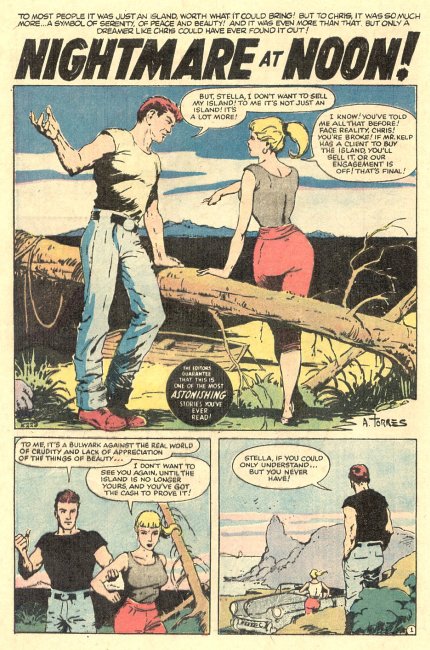 TO MOST PEOPLE IT WAS JUST AN ISLAND, WORTH WHAT IT COULD BRING! BUT TO CHRIS, IT WAS SO MUCH
MORE...A SYMBOL OF SERENITY, OF PEACE AND BEAUTY! AND IT WAS EVEN MORE THAN THAT. BUT ONLY A
DREAMER LIKE CHRIS COULD HAVE EVER FOUND IT OUT!
NIGHTMARE AT NOON!
BUT, STELLA, I DON'T WANT TO SELL
MY ISLAND! TO ME IT'S NOT JUST AN
ISLAND! IT'S
A LOT MORE!
I KNOW! YOU'VE TOLD
ME ALL THAT BEFORE!
FACE REALITY, CHRIS!
YOU'RE BROKE! IF MR. KELP
HAS A CLIENT TO BUY
THE ISLAND, YOU'LL
SELL IT, OR OUR
ENGAGEMENT IS
OFF! THAT'S FINAL!
THE EDITORS
GUARANTEE
THAT THIS IS
ONE OF THE MOST
ASTONISHING
STORIES YOU'VE
EVER
READ!
A. TORRES
TO ME, IT'S A BULWARK AGAINST THE REAL WORLD
OF CRUDITY AND LACK OF APPRECIATION
OF THE THINGS OF BEAUTY...
I DON'T WANT TO
SEE YOU AGAIN, UNTIL THE
ISLAND IS NO LONGER
YOURS, AND YOU'VE GOT
THE CASH TO PROVE IT!
STELLA, IF YOU COULD
ONLY UNDERSTAND...
BUT YOU NEVER
HAVE!
1